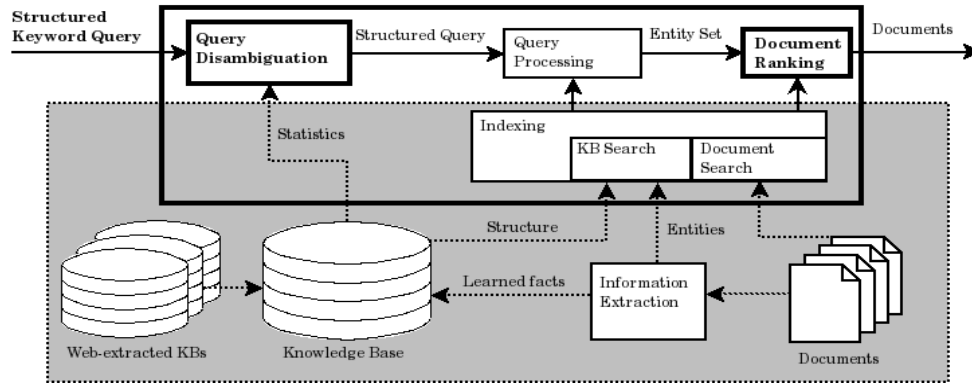 Structured
Keyword Query
Query
Disambiguation
Structured Query
Query
Processing
Entity Set
Document
Ranking
Documents
Statistics
Indexing
KB Search
Document
Search
Structure
Entities
Learned facts
Information
Extraction
Web-extracted KBs
Knowledge Base
Documents